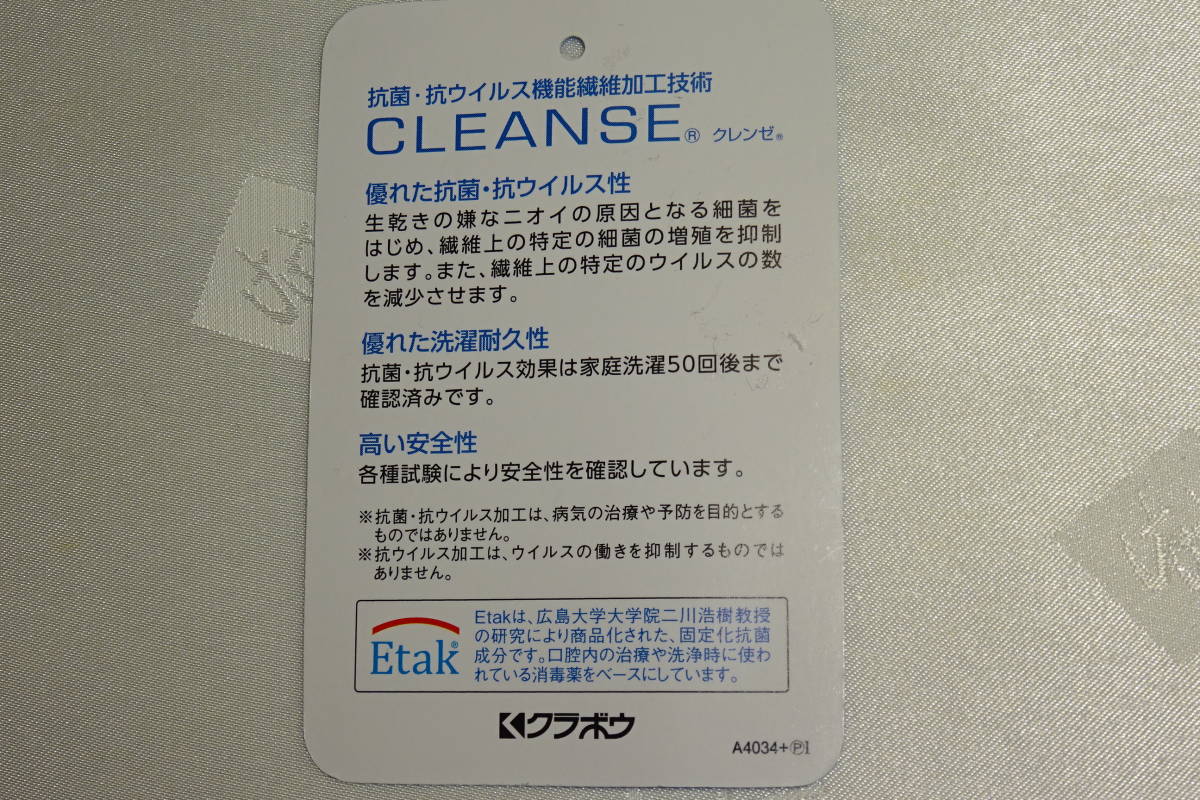 抗菌・抗ウイルス機能繊維加工技術
CLEANSE® クレンゼ®
優れた抗菌・抗ウイルス性
生乾きの嫌なニオイの原因となる細菌を
はじめ、繊維上の特定の細菌の増殖を抑制
します。また、繊維上の特定のウイルスの数
を減少させます。
優れた洗濯耐久性
抗菌・抗ウイルス効果は家庭洗濯50回後まで
確認済みです。
高い安全性
各種試験により安全性を確認しています。
※抗菌・抗ウイルス加工は、病気の治療や予防を目的とする
ものではありません。
※抗ウイルス加工は、ウイルスの働きを抑制するものでは
ありません。
Etak®
Etakは、広島大学大学院二川浩樹教授
の研究により商品化された、固定化抗菌
成分です。口腔内の治療や洗浄時に使わ
れている消毒薬をベースにしています。
クラボウ
A4034+ⓅI